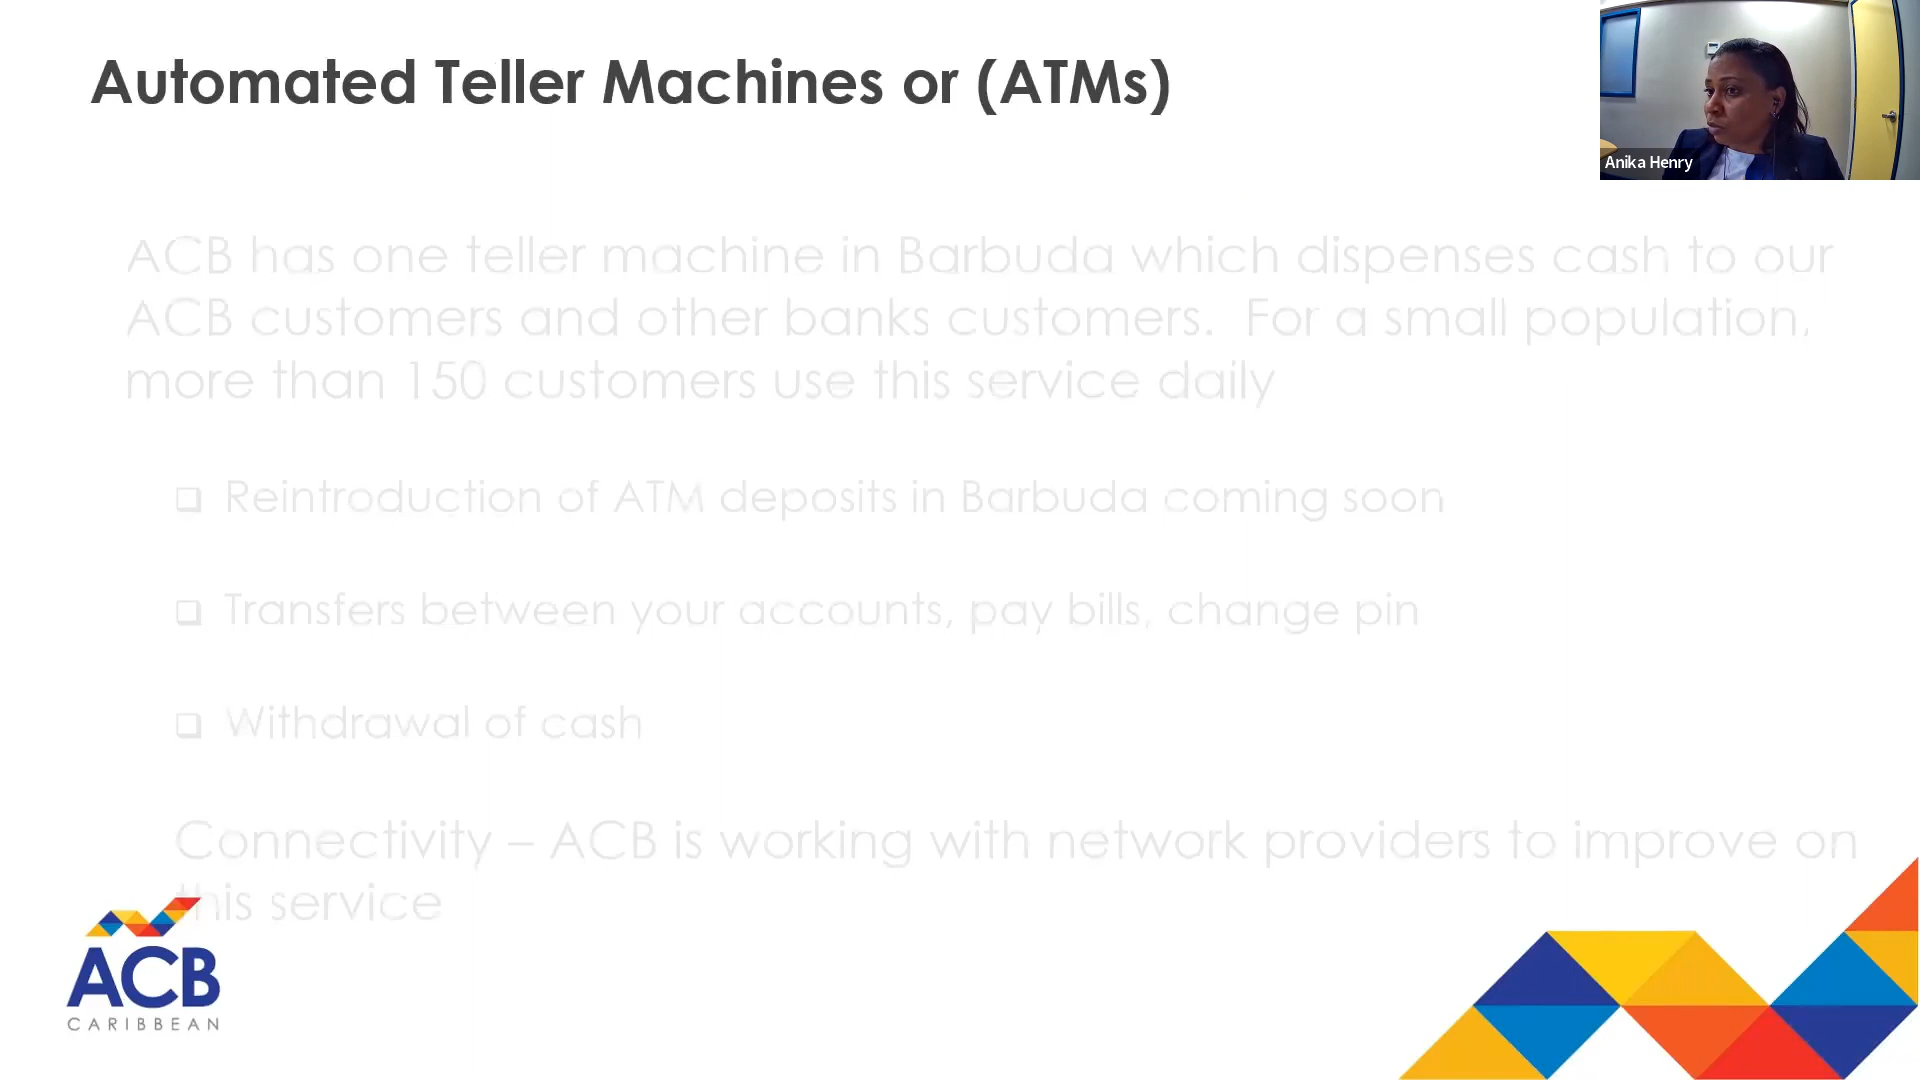 Automated Teller Machines or (ATMs)
Anika Henry
ACB has one teller machine in Barbuda which dispenses cash to our
ACB customers and other banks customers.  For a small population,
more than 150 customers use this service daily
Reintroduction of ATM deposits in Barbuda coming soon
Transfers between your accounts, pay bills, change pin
Withdrawal of cash
Connectivity – ACB is working with network providers to improve on
this service
ACB
CARIBBEAN